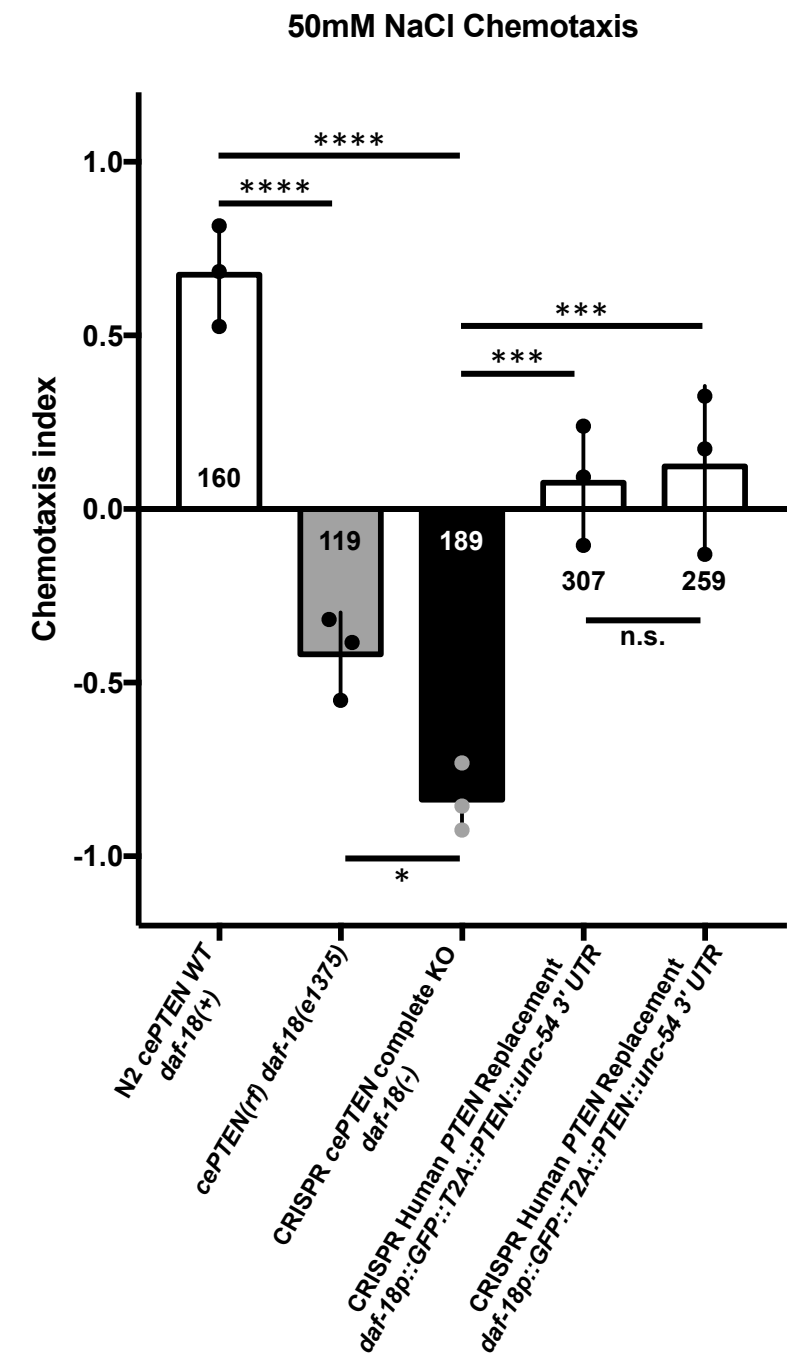 50mM NaCl Chemotaxis
****
1.0
****
***
0.5
***
Chemotaxis index
160
0.0
119
189
307
259
n.s.
-0.5
-1.0
*
N2 cePTEN WT
daf-18(+)
cePTEN(rf) daf-18(e1375)
CRISPR cePTEN complete KO
daf-18(-)
CRISPR Human PTEN Replacement
daf-18p::GFP::T2A::PTEN::unc-54 3' UTR
CRISPR Human PTEN Replacement
daf-18p::GFP::T2A::PTEN::unc-54 3' UTR